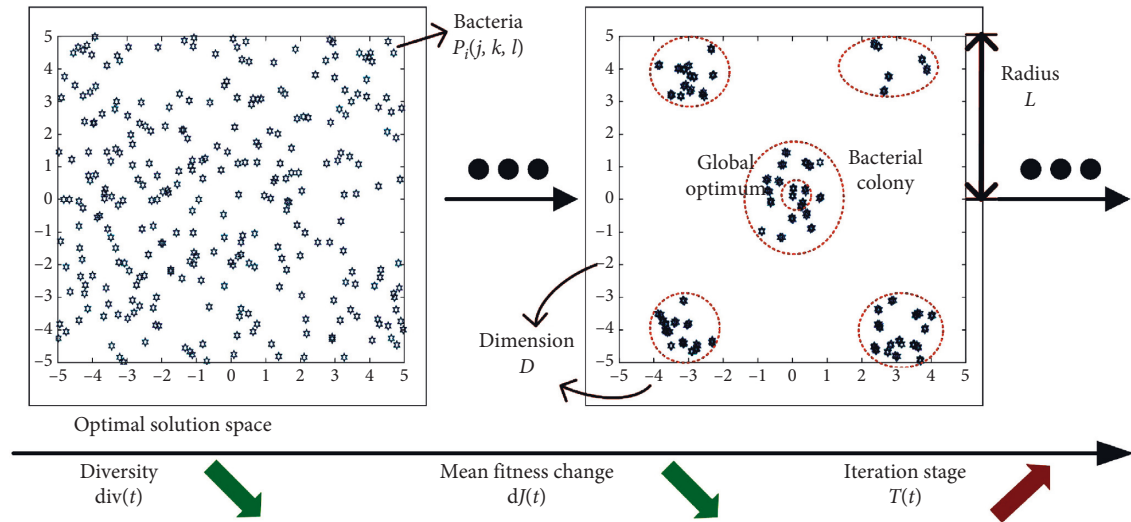 Bacteria
P_i(j, k, l)
5
4
3
2
1
0
−1
−2
−3
−4
−5
−5 −4 −3 −2 −1 0 1 2 3 4 5
Optimal solution space
5
4
3
2
1
0
−1
−2
−3
−4
−5
−5 −4 −3 −2 −1 0 1 2 3 4 5
Global
optimum
Bacterial
colony
Radius
L
Dimension
D
Diversity
div(t)
Mean fitness change
dJ(t)
Iteration stage
T(t)